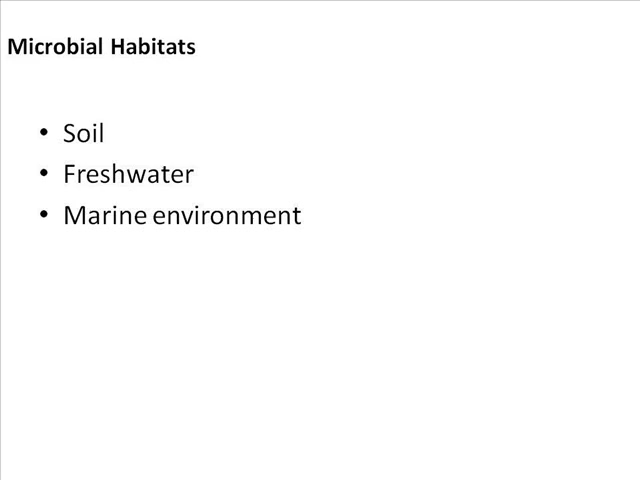 Microbial Habitats
• Soil
• Freshwater
• Marine environment